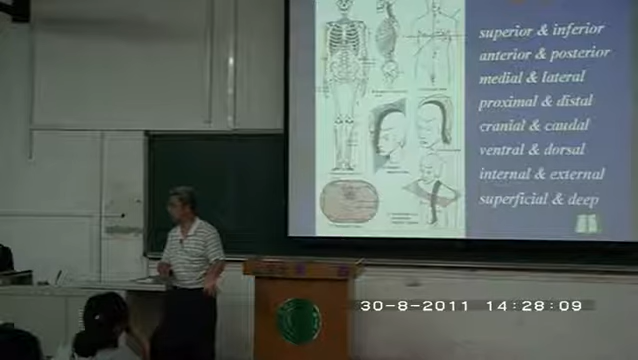 superior & inferior
anterior & posterior
medial & lateral
proximal & distal
cranial & caudal
ventral & dorsal
internal & external
superficial & deep
30-8-2011 14:28:09